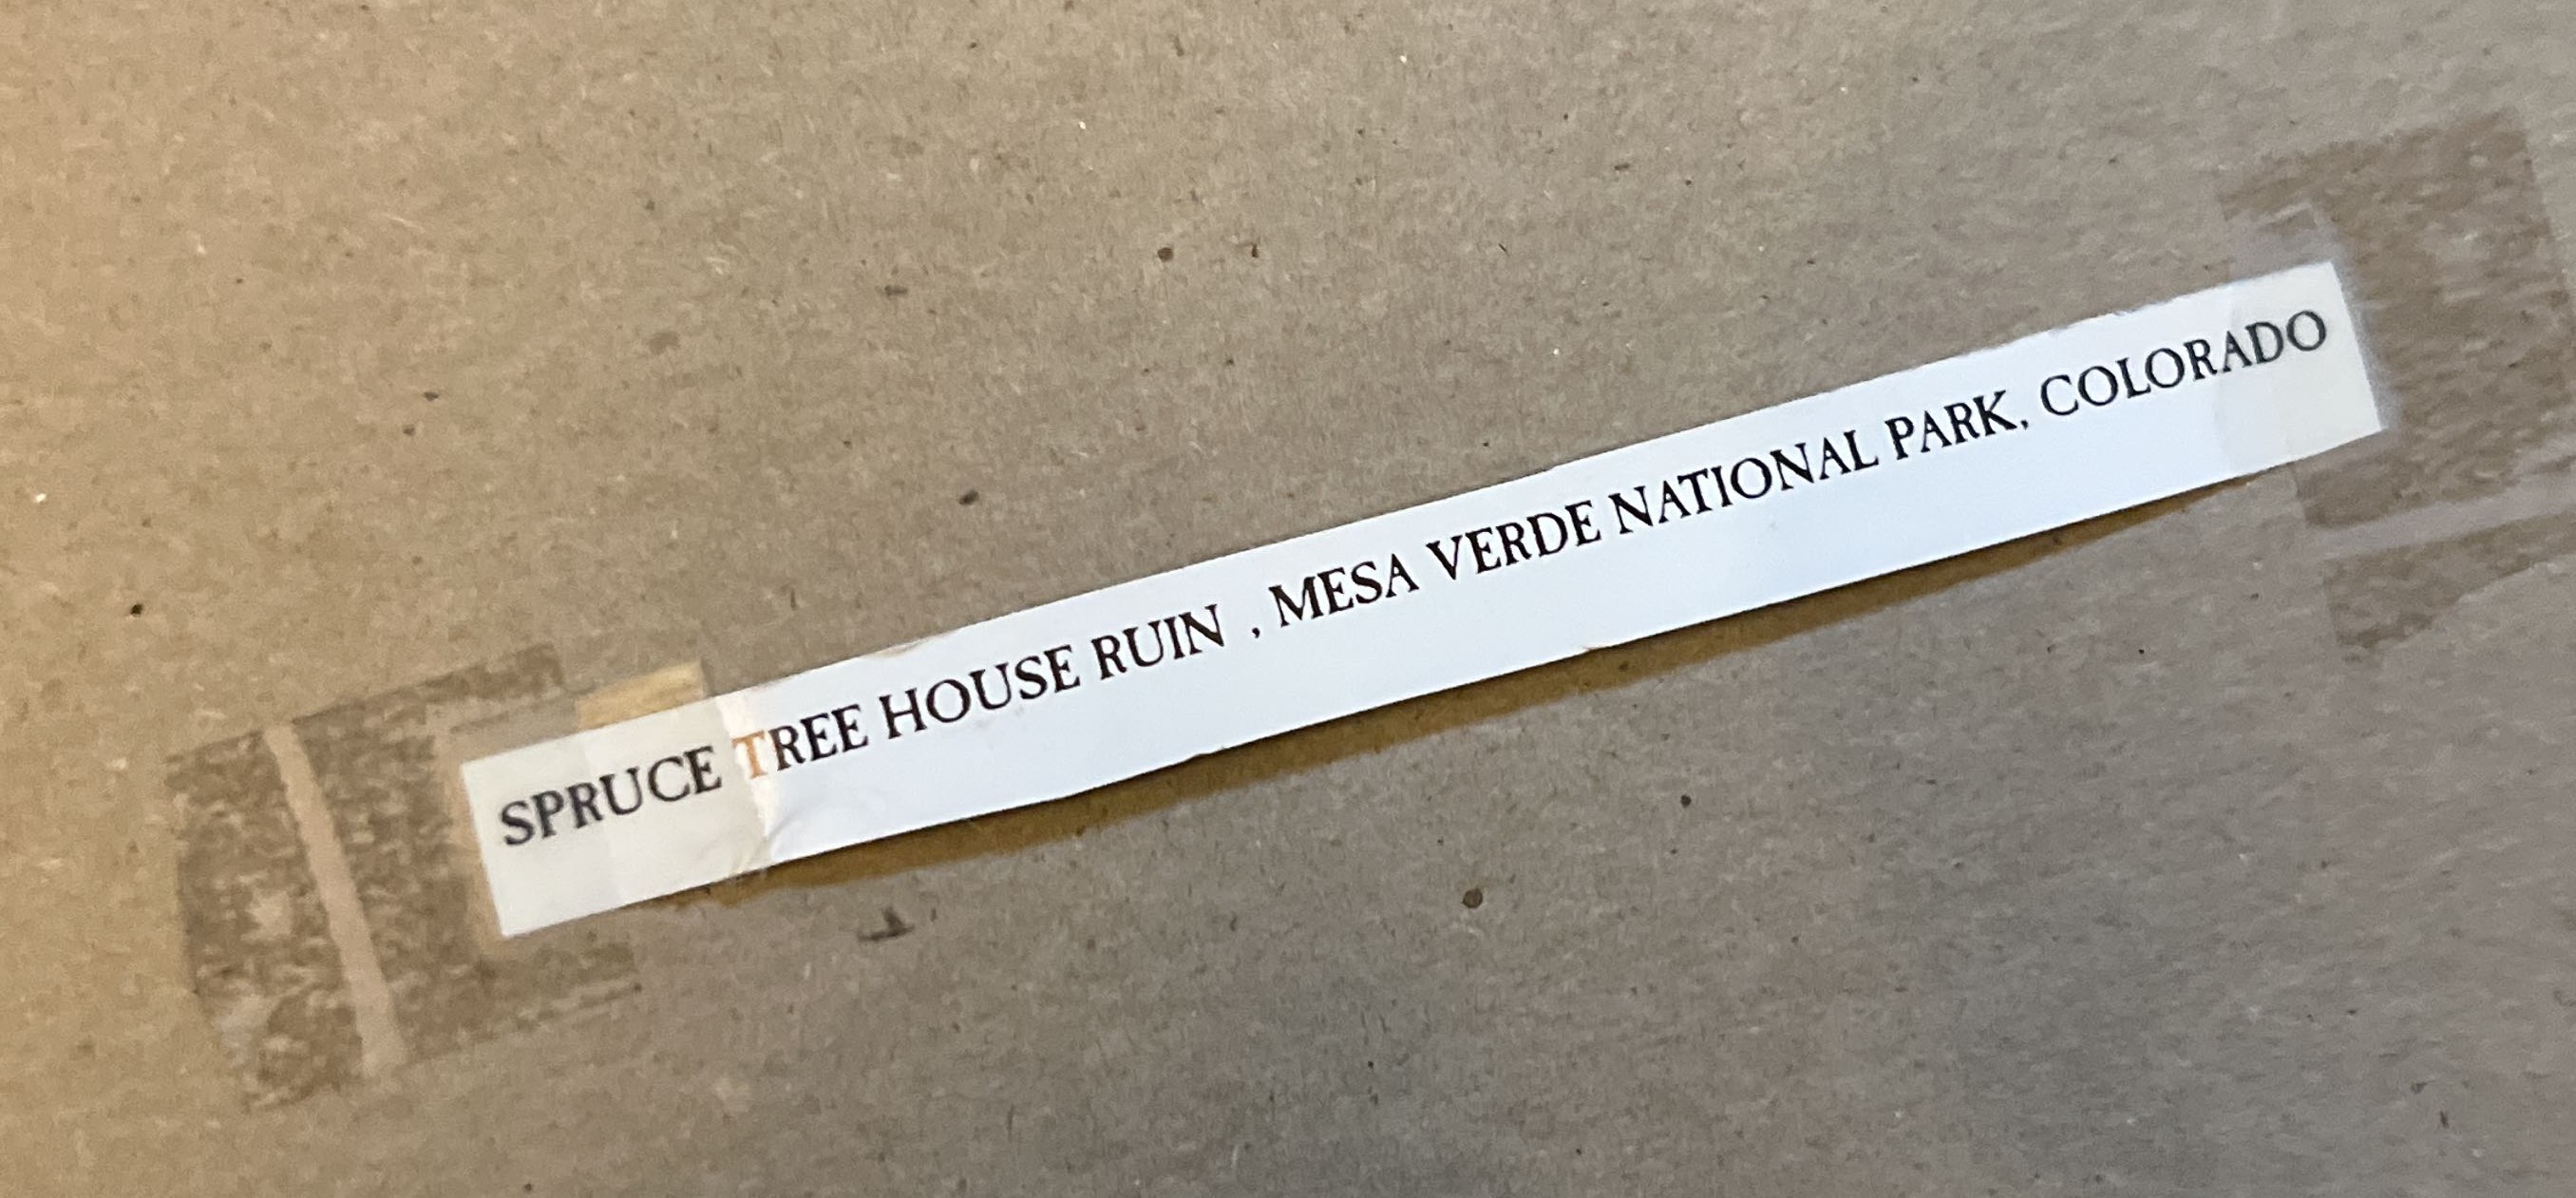 SPRUCE TREE HOUSE RUIN , MESA VERDE NATIONAL PARK, COLORADO